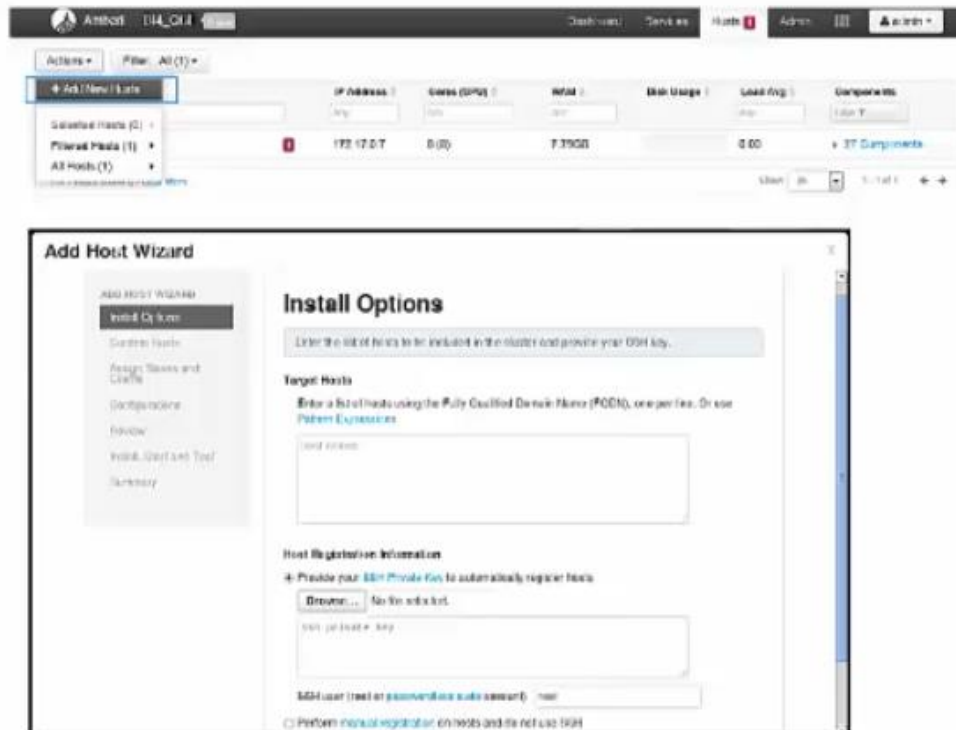 Ambari
Dashboard Services Hosts Admin admin
Actions Filter: All (1)
+ Add New Hosts
IP Address Cores (CPU) RAM Disk Usage Load Avg Components
Any Any Any Any Filter
Selected Hosts (0)
Filtered Hosts (1)
172.17.0.7 7.79GB 0.00 37 Components
All Hosts (1)
Show:
Add Host Wizard
ADD HOST WIZARD
Install Options
Confirm Hosts
Assign Slaves and
Clients
Configurations
Review
Install, Start and Test
Summary
Install Options
Enter the list of hosts to be included in the cluster and provide your SSH key.
Target Hosts
Enter a list of hosts using the Fully Qualified Domain Name (FQDN), one per line. Or use
Pattern Expressions
host names
Host Registration Information
Provide your SSH Private Key to automatically register hosts
Browse... No file selected.
ssh private key
SSH user (root or passwordless sudo account) root
Perform manual registration on hosts and do not use SSH